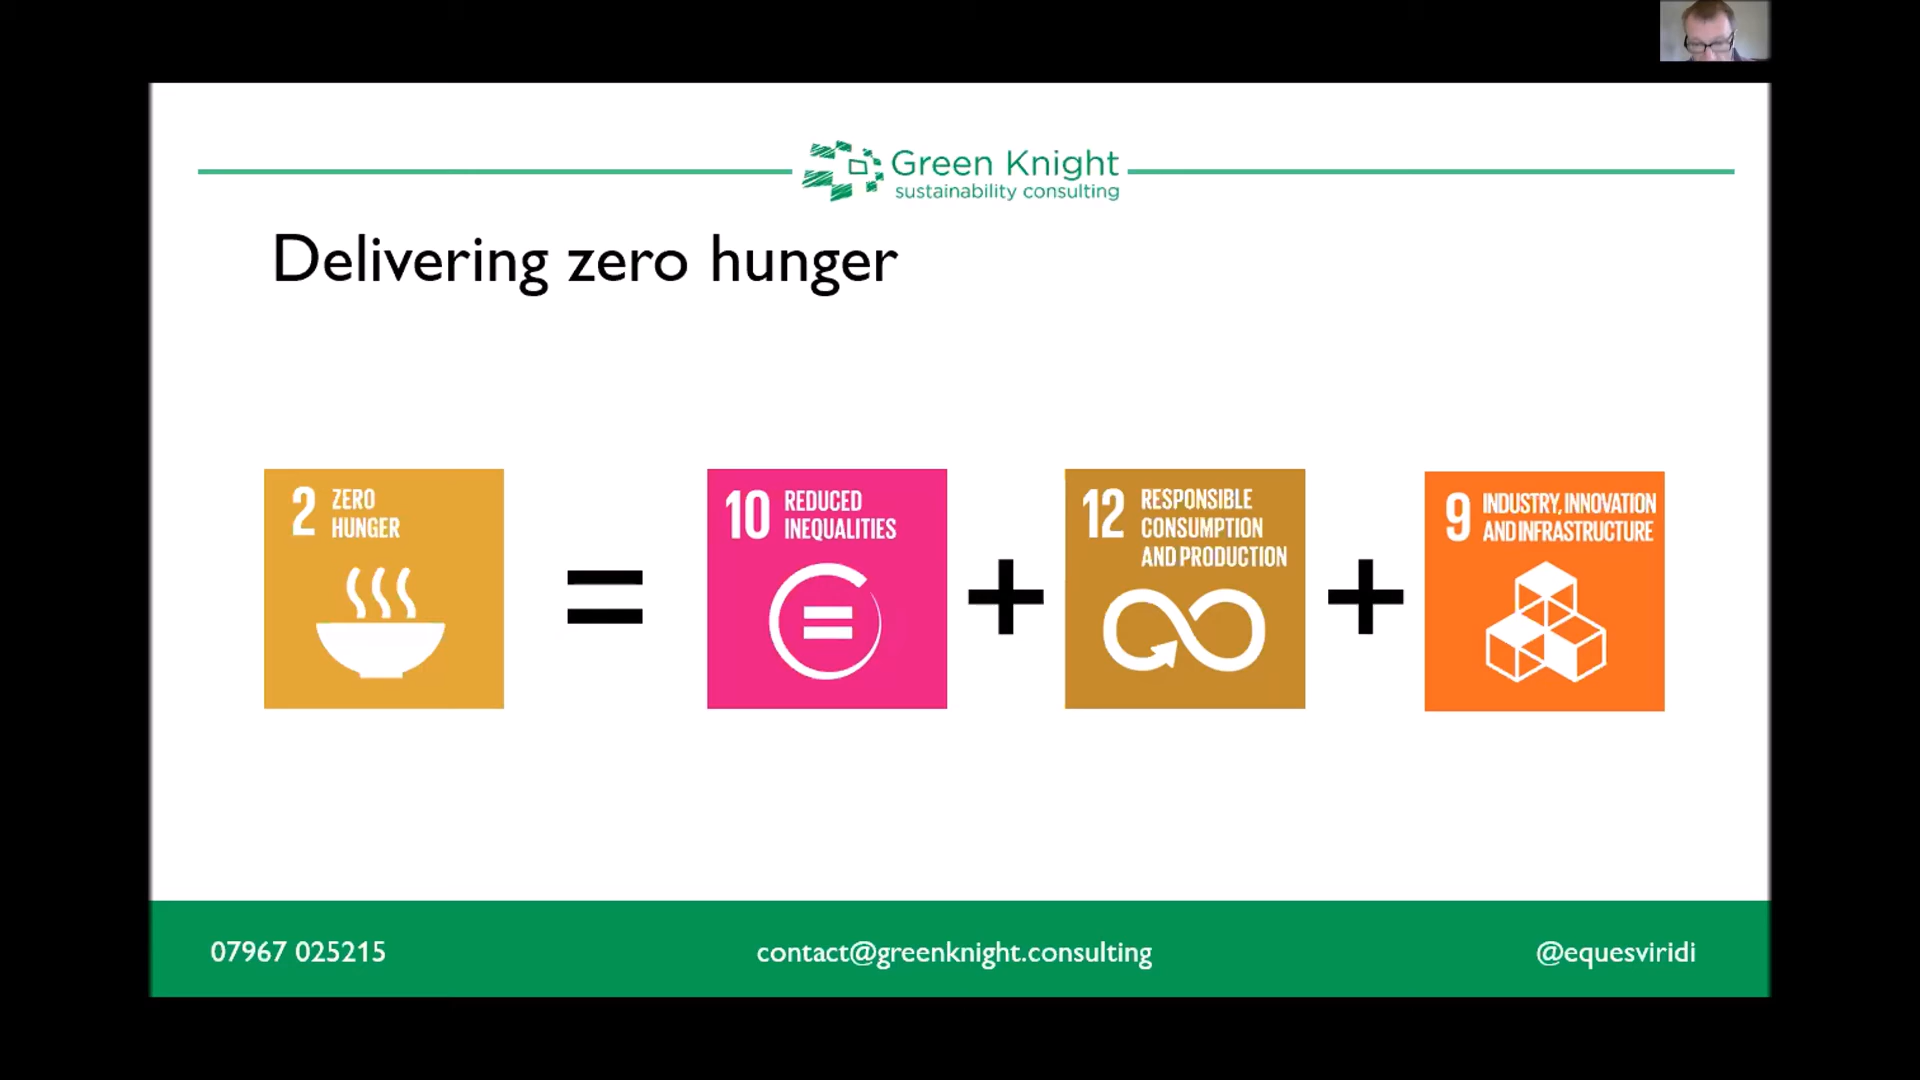 Green Knight
sustainability consulting
Delivering zero hunger
2 ZERO
HUNGER
=
10 REDUCED
INEQUALITIES
=
+
12 RESPONSIBLE
CONSUMPTION
AND PRODUCTION
+
9 INDUSTRY, INNOVATION
AND INFRASTRUCTURE
07967 025215
contact@greenknight.consulting
@equesviridi